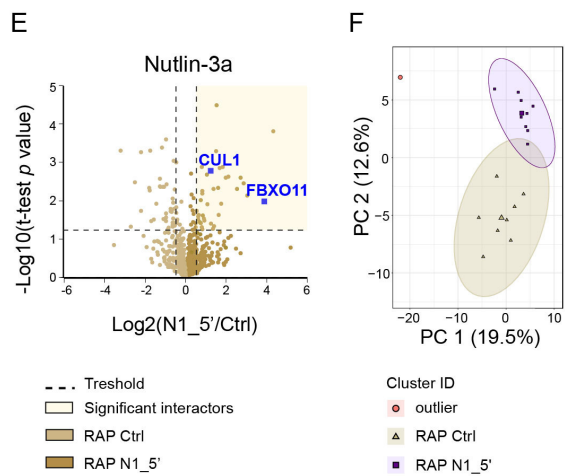 E
Nutlin-3a
-Log10(t-test p value)
5
4
3
2
1
0
CUL1
FBXO11
-6
-4
-2
0
2
4
6
Log2(N1_5'/Ctrl)
Treshold
Significant interactors
RAP Ctrl
RAP N1_5'
F
PC 2 (12.6%)
5
0
−5
−10
−20
−10
0
10
PC 1 (19.5%)
Cluster ID
outlier
RAP Ctrl
RAP N1_5'